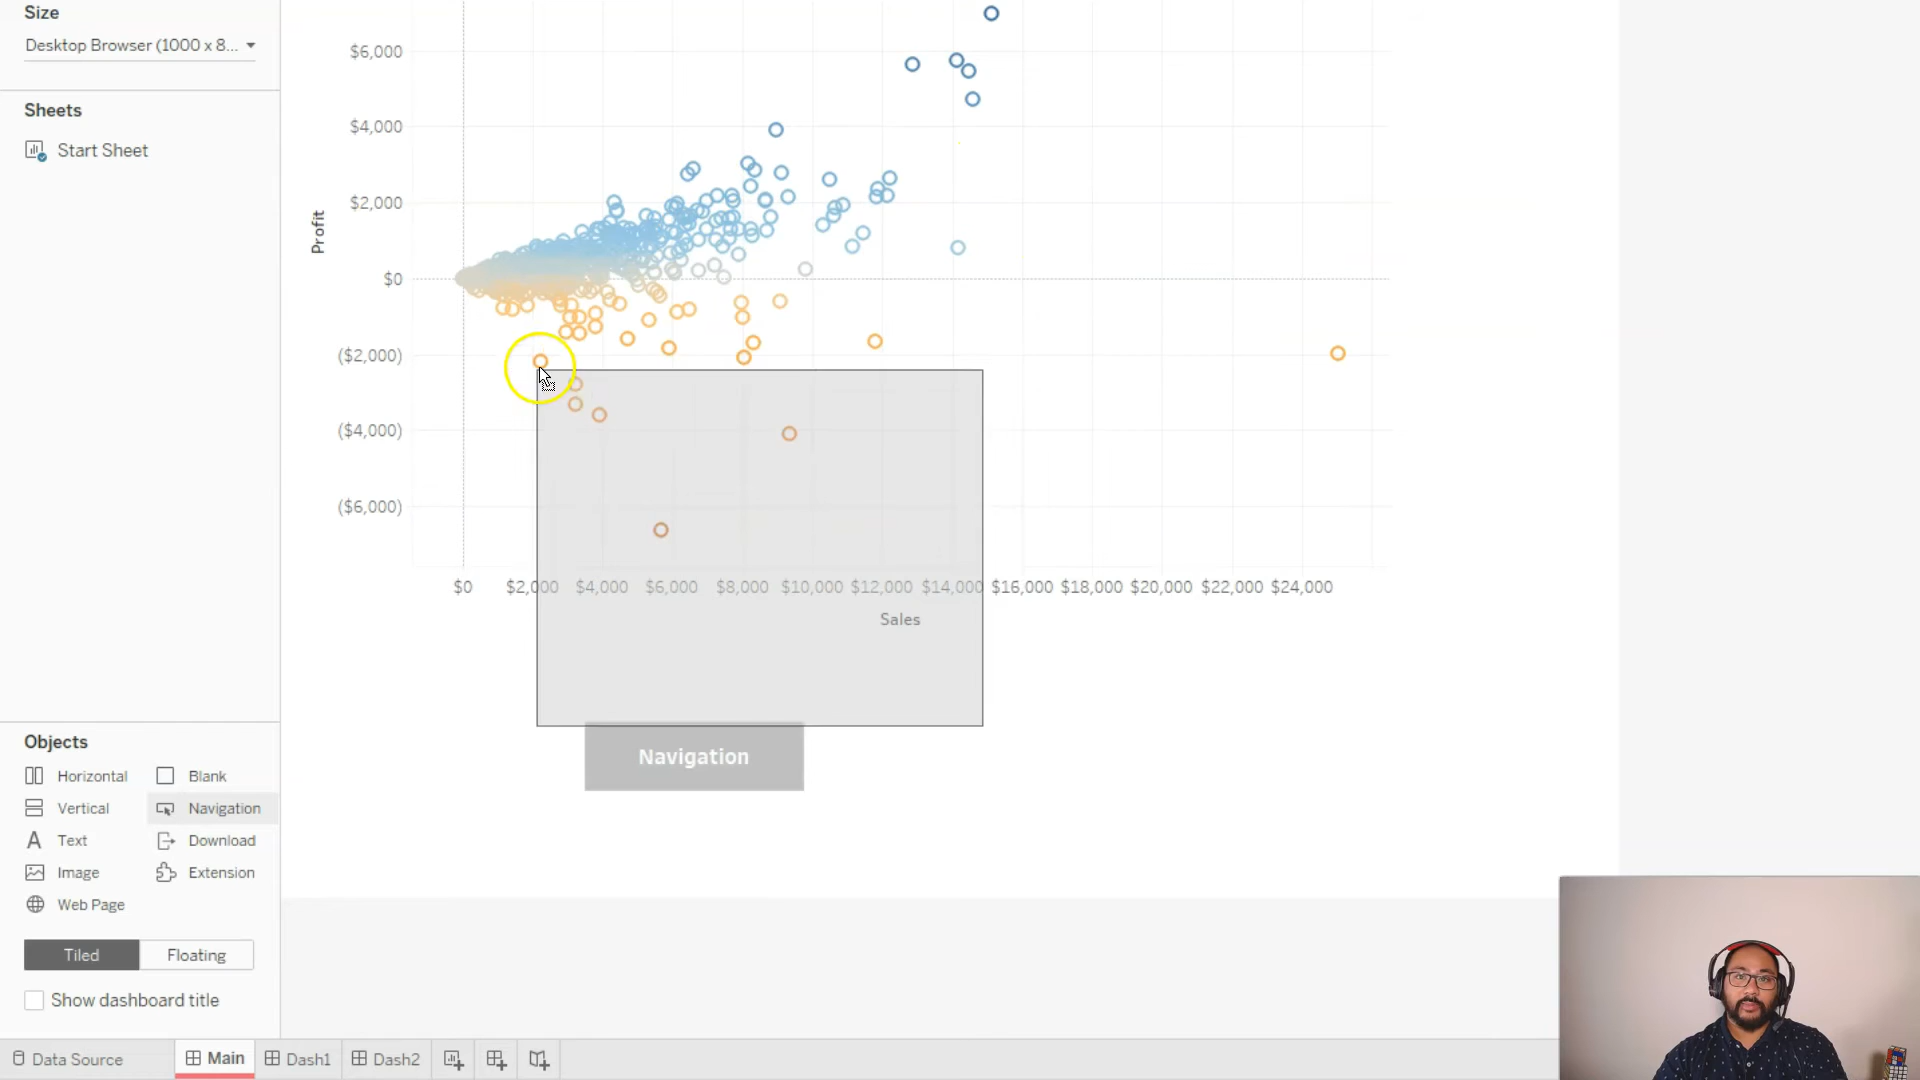 Size
Desktop Browser (1000 x 8...
Sheets
Start Sheet
$6,000
$4,000
$2,000
$0
($2,000)
($4,000)
($6,000)
Profit
$0 $2,000 $4,000 $6,000 $8,000 $10,000 $12,000 $14,000 $16,000 $18,000 $20,000 $22,000 $24,000
Sales
Navigation
Objects
Horizontal Blank
Vertical Navigation
Text Download
Image Extension
Web Page
Tiled Floating
Show dashboard title
Data Source Main Dash1 Dash2